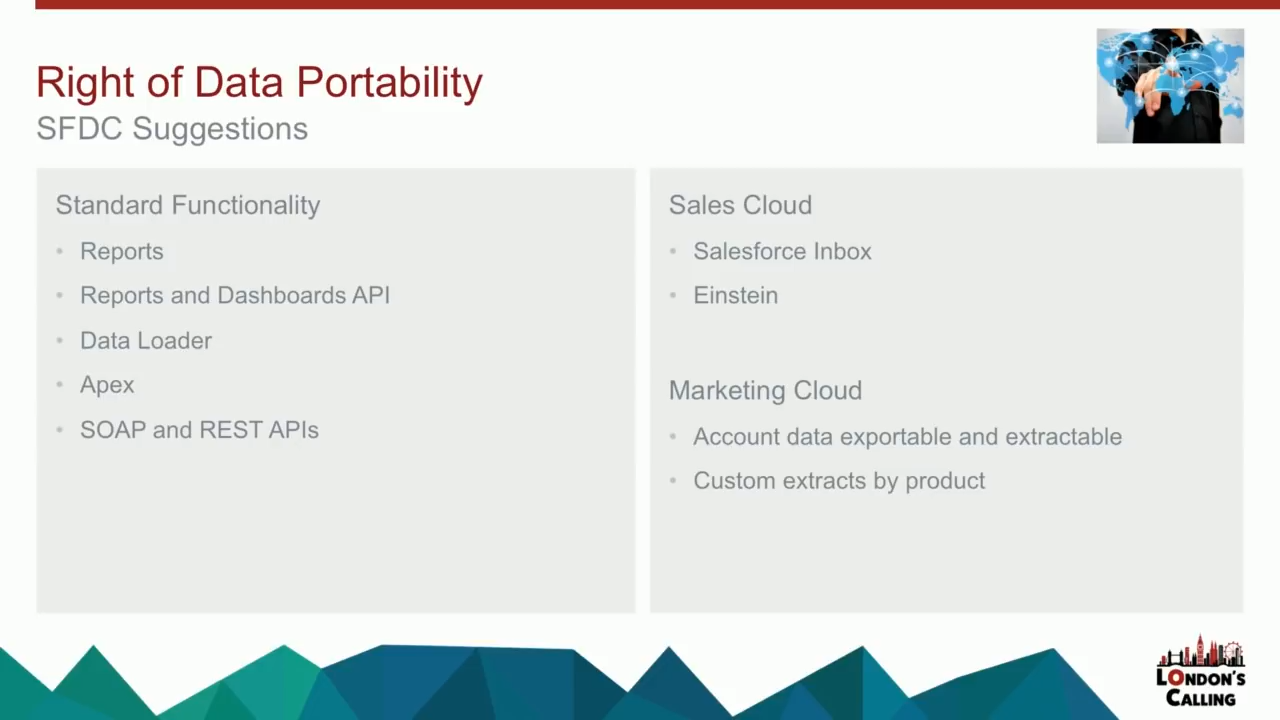 Right of Data Portability
SFDC Suggestions
Standard Functionality
• Reports
• Reports and Dashboards API
• Data Loader
• Apex
• SOAP and REST APIs
Sales Cloud
• Salesforce Inbox
• Einstein
Marketing Cloud
• Account data exportable and extractable
• Custom extracts by product
LONDON'S
CALLING